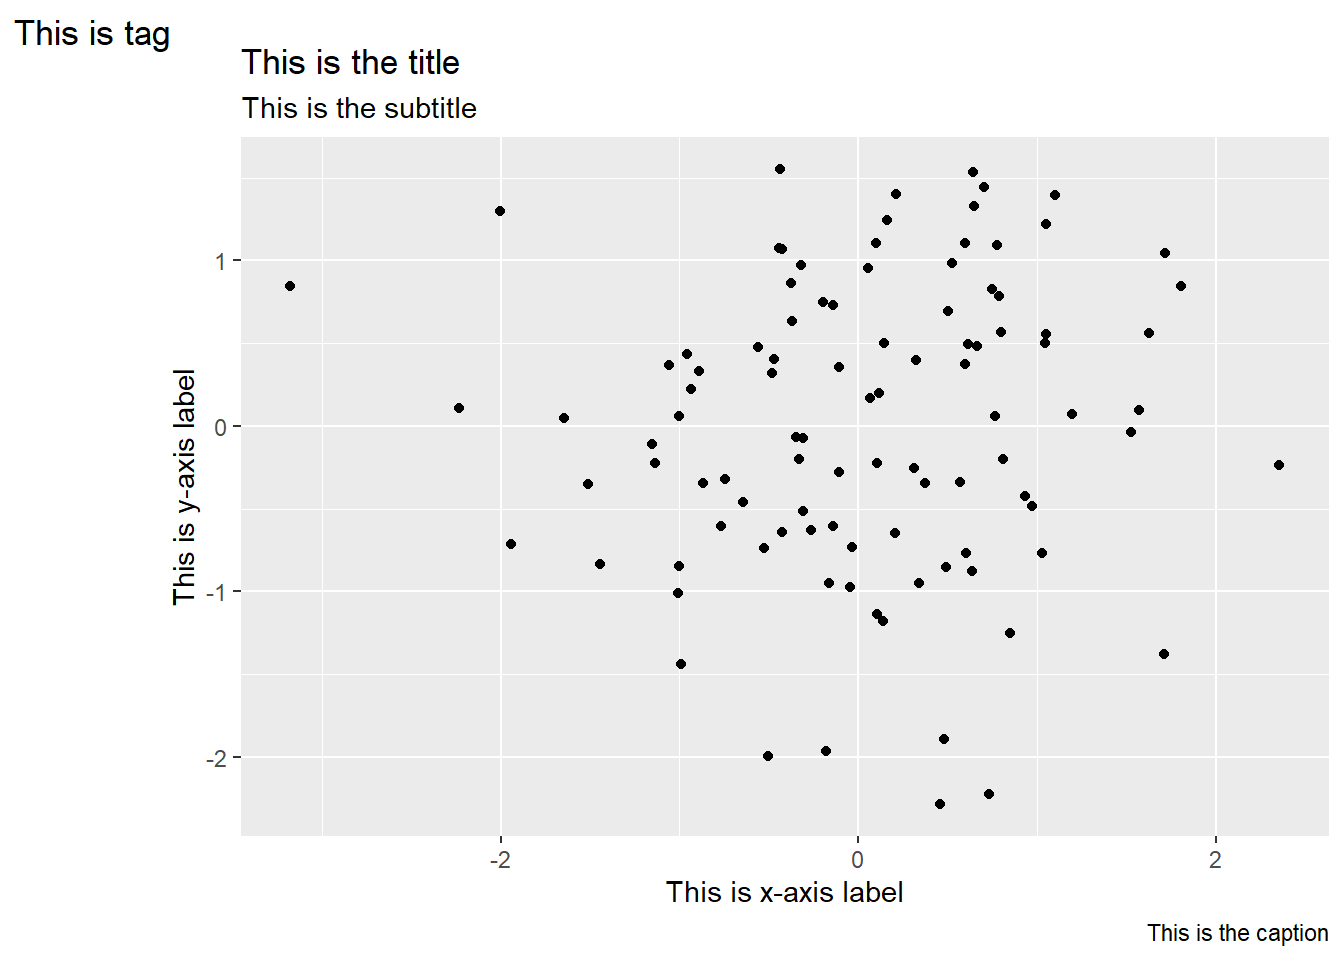 This is tag
This is the title
This is the subtitle
This is y-axis label
1
0
-1
-2
-2
0
2
This is x-axis label
This is the caption